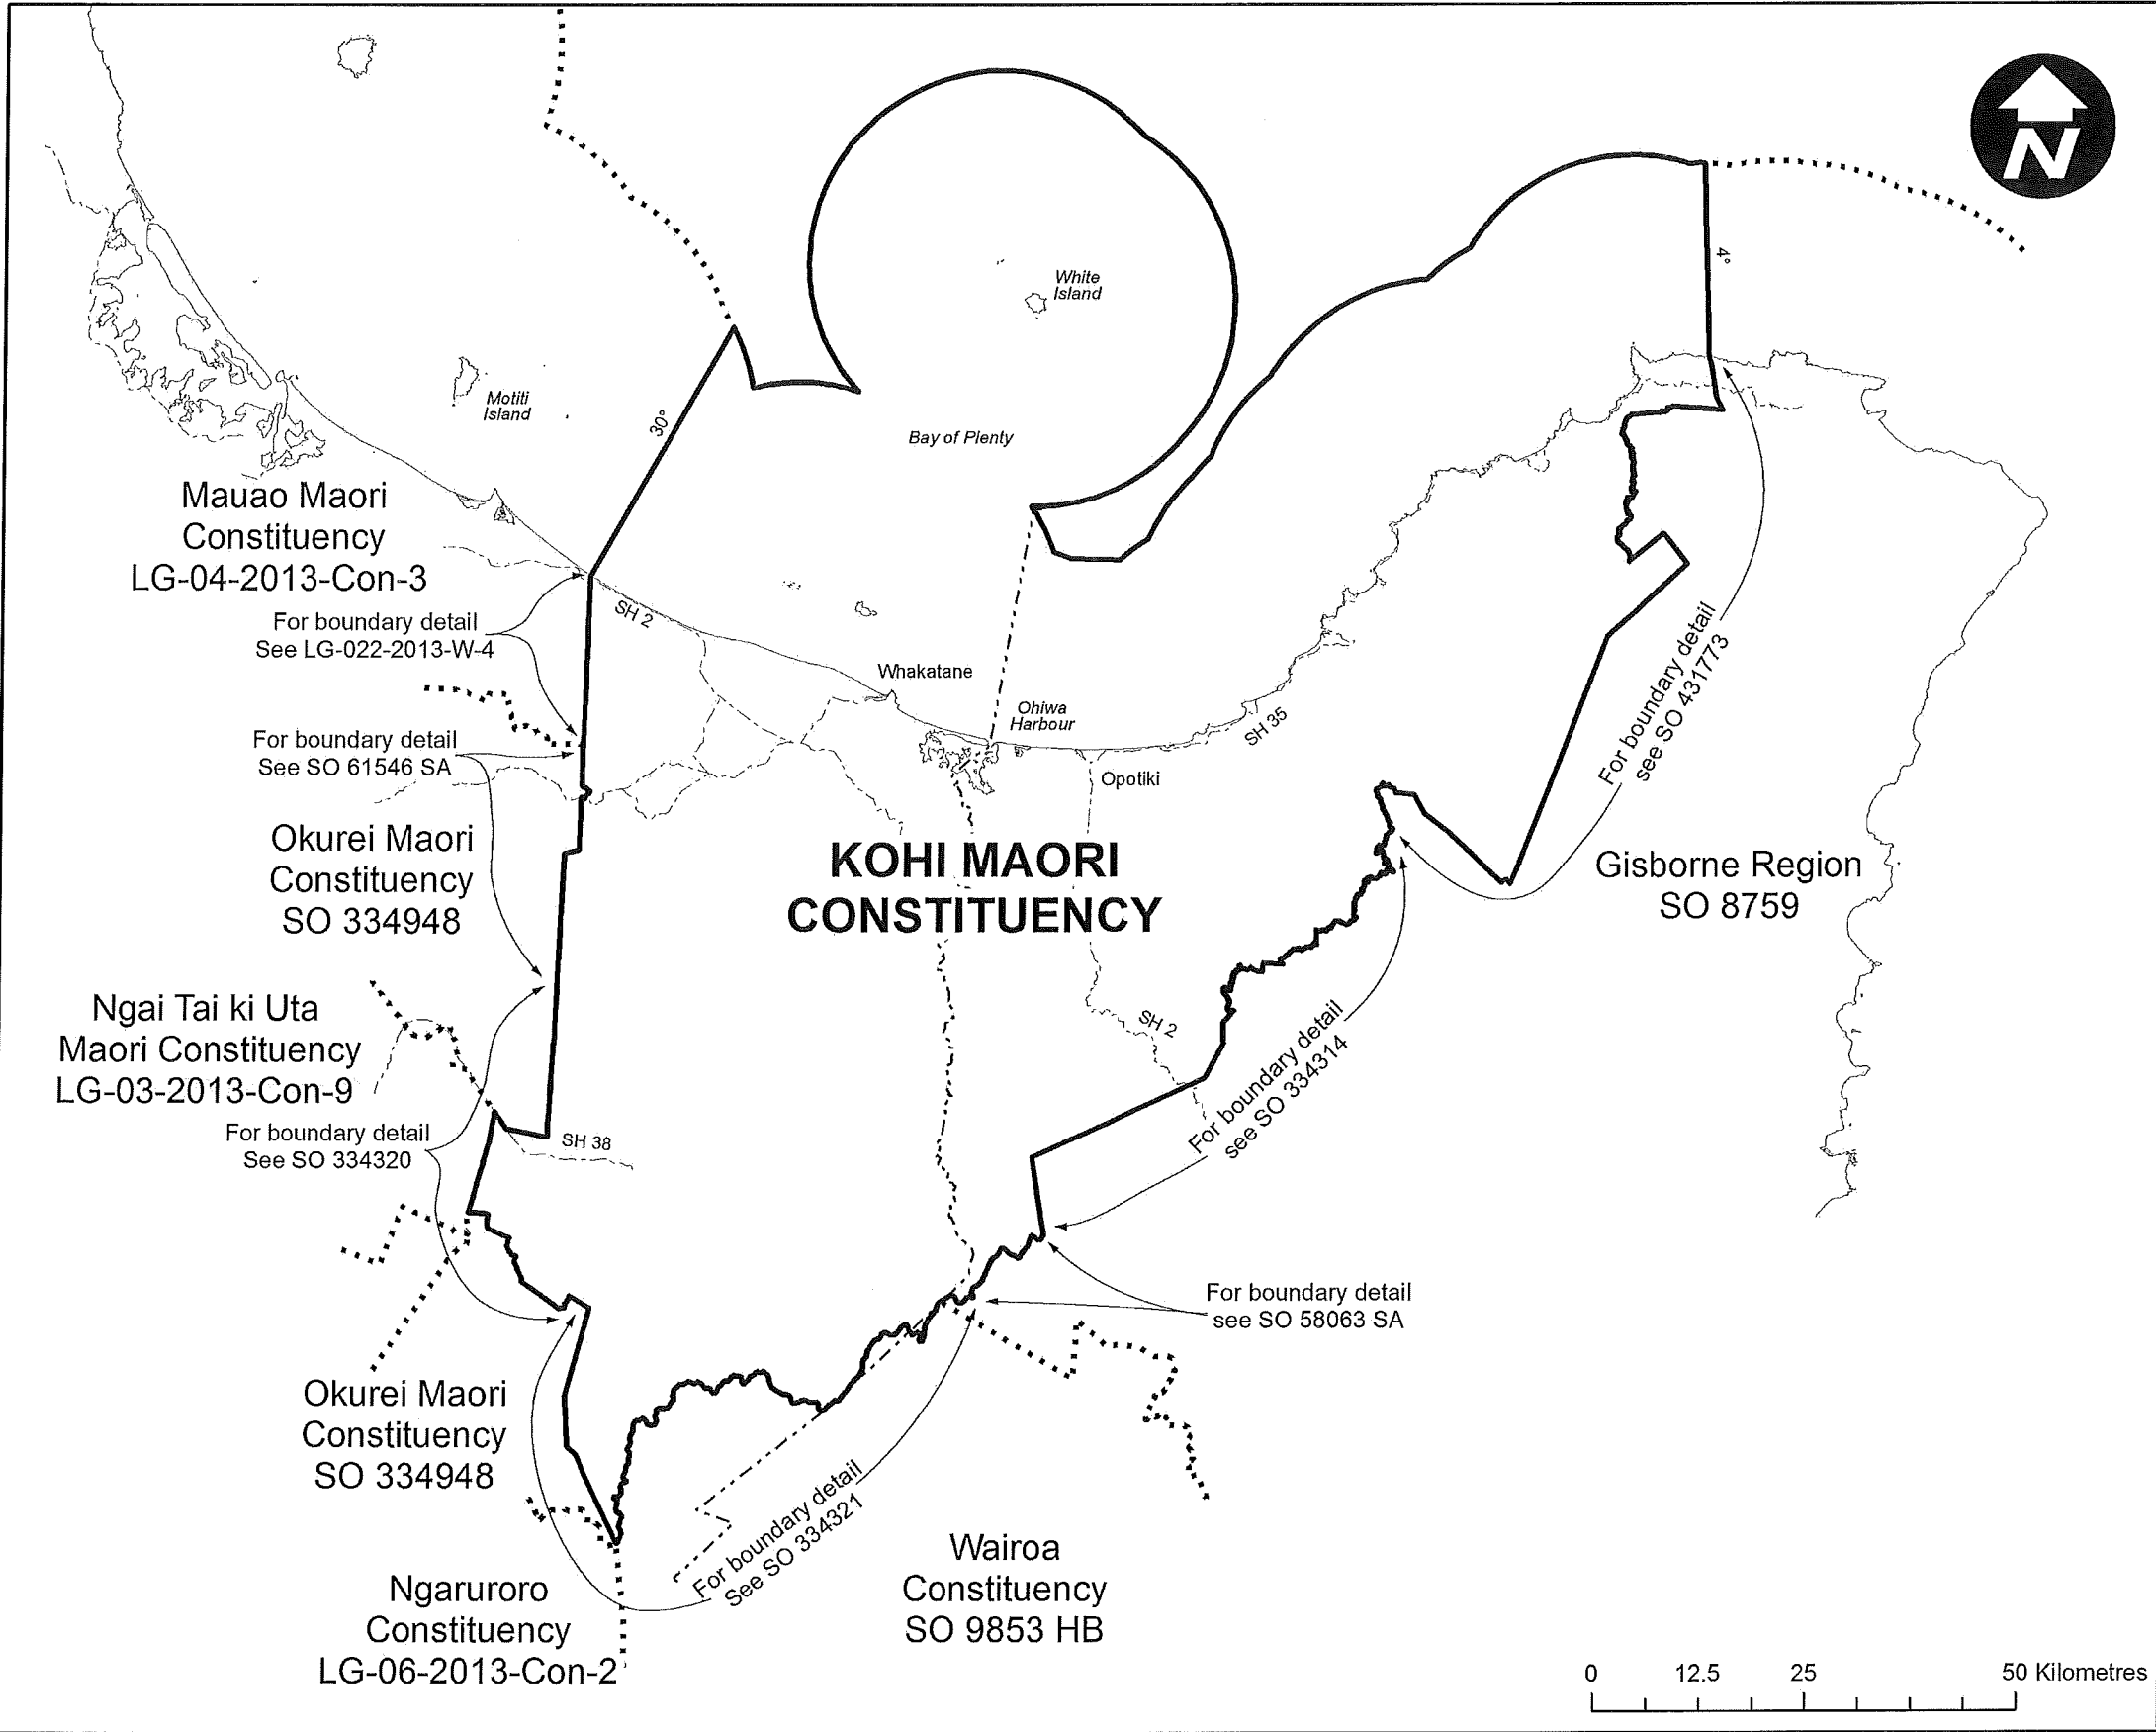 N
White
Island
4°
Motiti
Island
30°
Bay of Plenty
Mauao Maori
Constituency
LG-04-2013-Con-3
For boundary detail
See LG-022-2013-W-4
SH 2
Whakatane
Ohiwa
Harbour
SH 35
For boundary detail
see SO 431773
For boundary detail
See SO 61546 SA
Opotiki
Okurei Maori
Constituency
SO 334948
KOHI MAORI
CONSTITUENCY
Gisborne Region
SO 8759
Ngai Tai ki Uta
Maori Constituency
LG-03-2013-Con-9
SH 2
For boundary detail
see SO 334314
For boundary detail
See SO 334320
SH 38
For boundary detail
see SO 58063 SA
Okurei Maori
Constituency
SO 334948
For boundary detail
See SO 334321
Wairoa
Constituency
SO 9853 HB
Ngaruroro
Constituency
LG-06-2013-Con-2
0 12.5 25 50 Kilometres